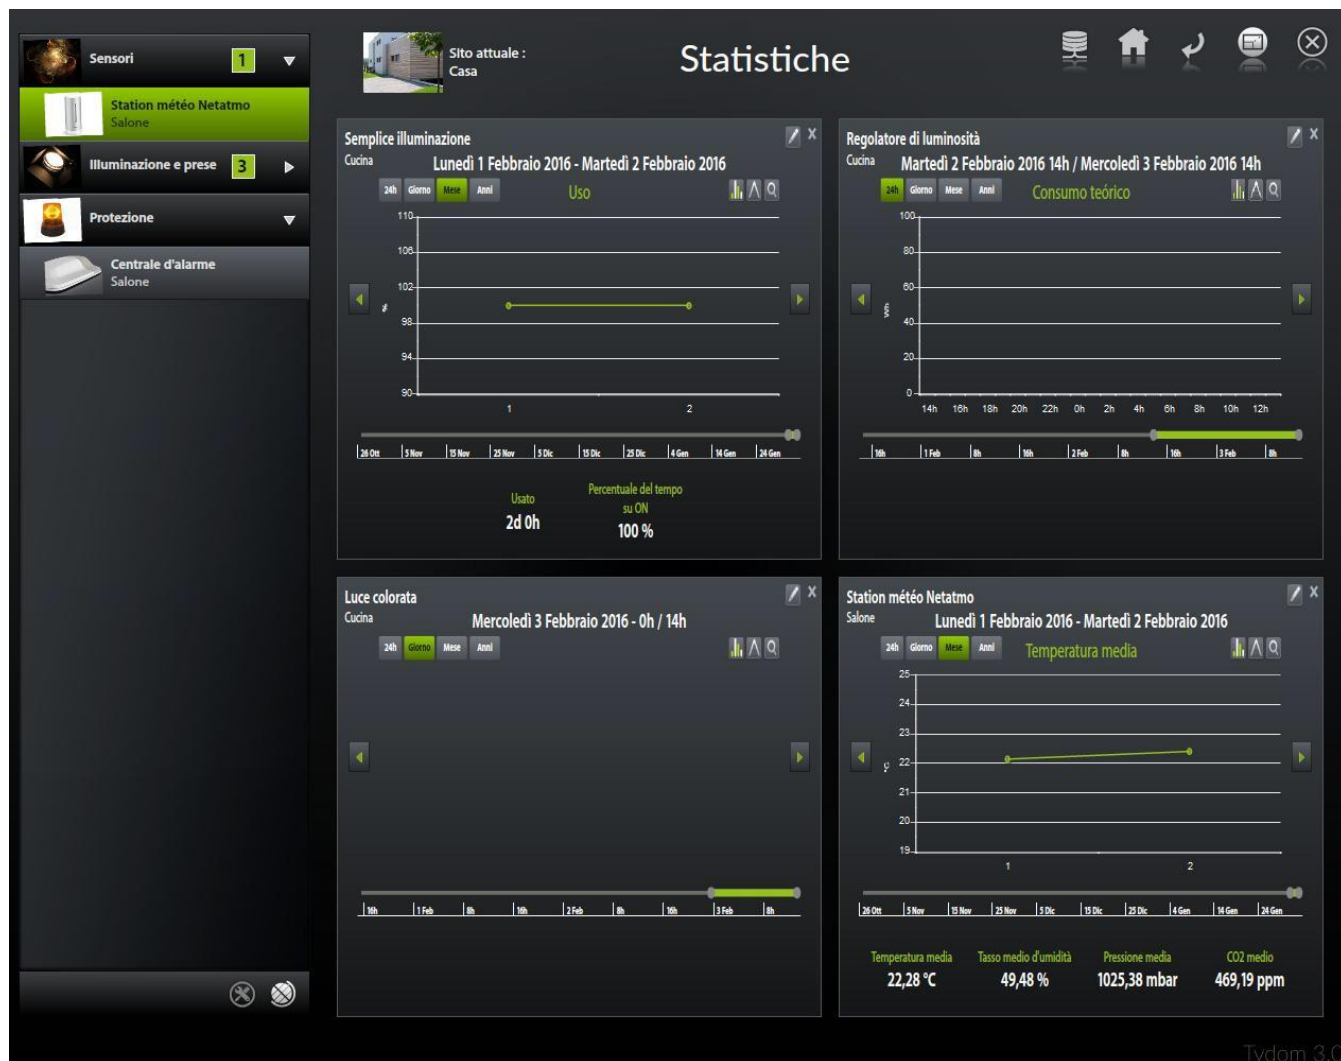 Sensori 1
Station météo Netatmo
Salone
Illuminazione e prese 3
Protezione
Centrale d'alarme
Salone
Sito attuale :
Casa
Statistiche
Semplice illuminazione
Cucina
Lunedì 1 Febbraio 2016 - Martedì 2 Febbraio 2016
24h Giorno Mese Anni
Uso
110
106
102
98
94
90
%
1 2
26 Ott 5 Nov 15 Nov 25 Nov 5 Dic 15 Dic 25 Dic 4 Gen 14 Gen 24 Gen
Usato
2d 0h
Percentuale del tempo
su ON
100 %
Regolatore di luminosità
Cucina
Martedì 2 Febbraio 2016 14h / Mercoledì 3 Febbraio 2016 14h
24h Giorno Mese Anni
Consumo teórico
100
80
60
40
20
0
Wh
14h 16h 18h 20h 22h 0h 2h 4h 6h 8h 10h 12h
16h 1 Feb 8h 16h 2 Feb 8h 16h 3 Feb 8h
Luce colorata
Cucina
Mercoledì 3 Febbraio 2016 - 0h / 14h
24h Giorno Mese Anni
16h 1 Feb 8h 16h 2 Feb 8h 16h 3 Feb 8h
Station météo Netatmo
Salone
Lunedì 1 Febbraio 2016 - Martedì 2 Febbraio 2016
24h Giorno Mese Anni
Temperatura media
25
24
23
22
21
20
19
°C
1 2
26 Ott 5 Nov 15 Nov 25 Nov 5 Dic 15 Dic 25 Dic 4 Gen 14 Gen 24 Gen
Temperatura media
22,28 °C
Tasso medio d'umidità
49,48 %
Pressione media
1025,38 mbar
CO2 medio
469,19 ppm
Tydom 3.0